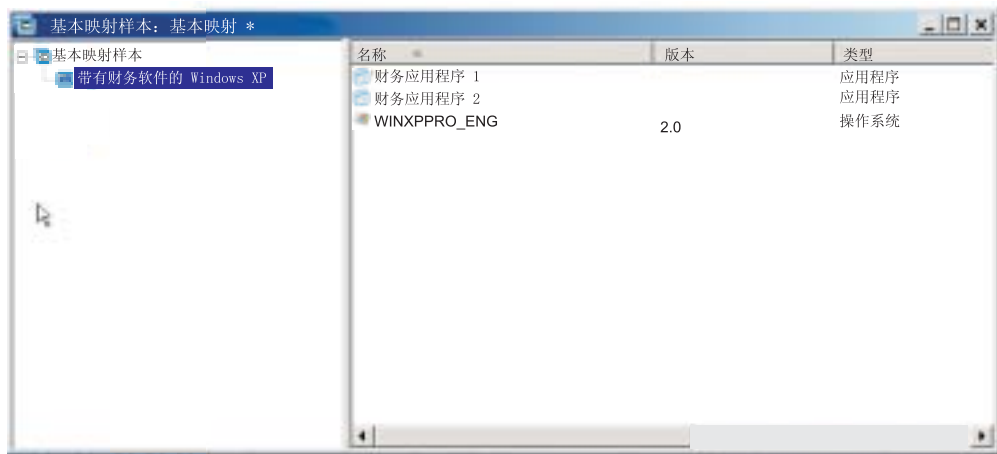 基本映射样本: 基本映射 *
基本映射样本
带有财务软件的 Windows XP
名称 版本 类型
财务应用程序 1 应用程序
财务应用程序 2 应用程序
WINXPPRO_ENG 2.0 操作系统